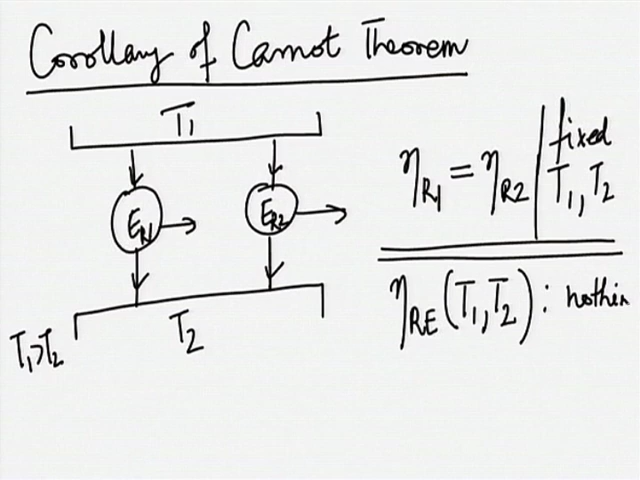 Corollary of Carnot Theorem
T1
ER1
ER2
T2
T1>T2
ηR1 = ηR2 | fixed T1, T2
ηRE (T1, T2) : nothin